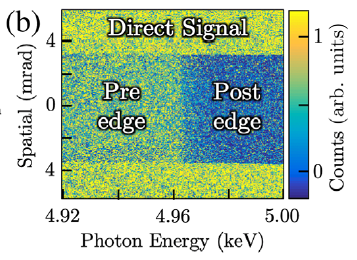 (b)
Direct Signal
Pre
edge
Post
edge
Spatial (mrad)
4
0
4
4.92
4.96
5.00
Photon Energy (keV)
1
0
Counts (arb. units)